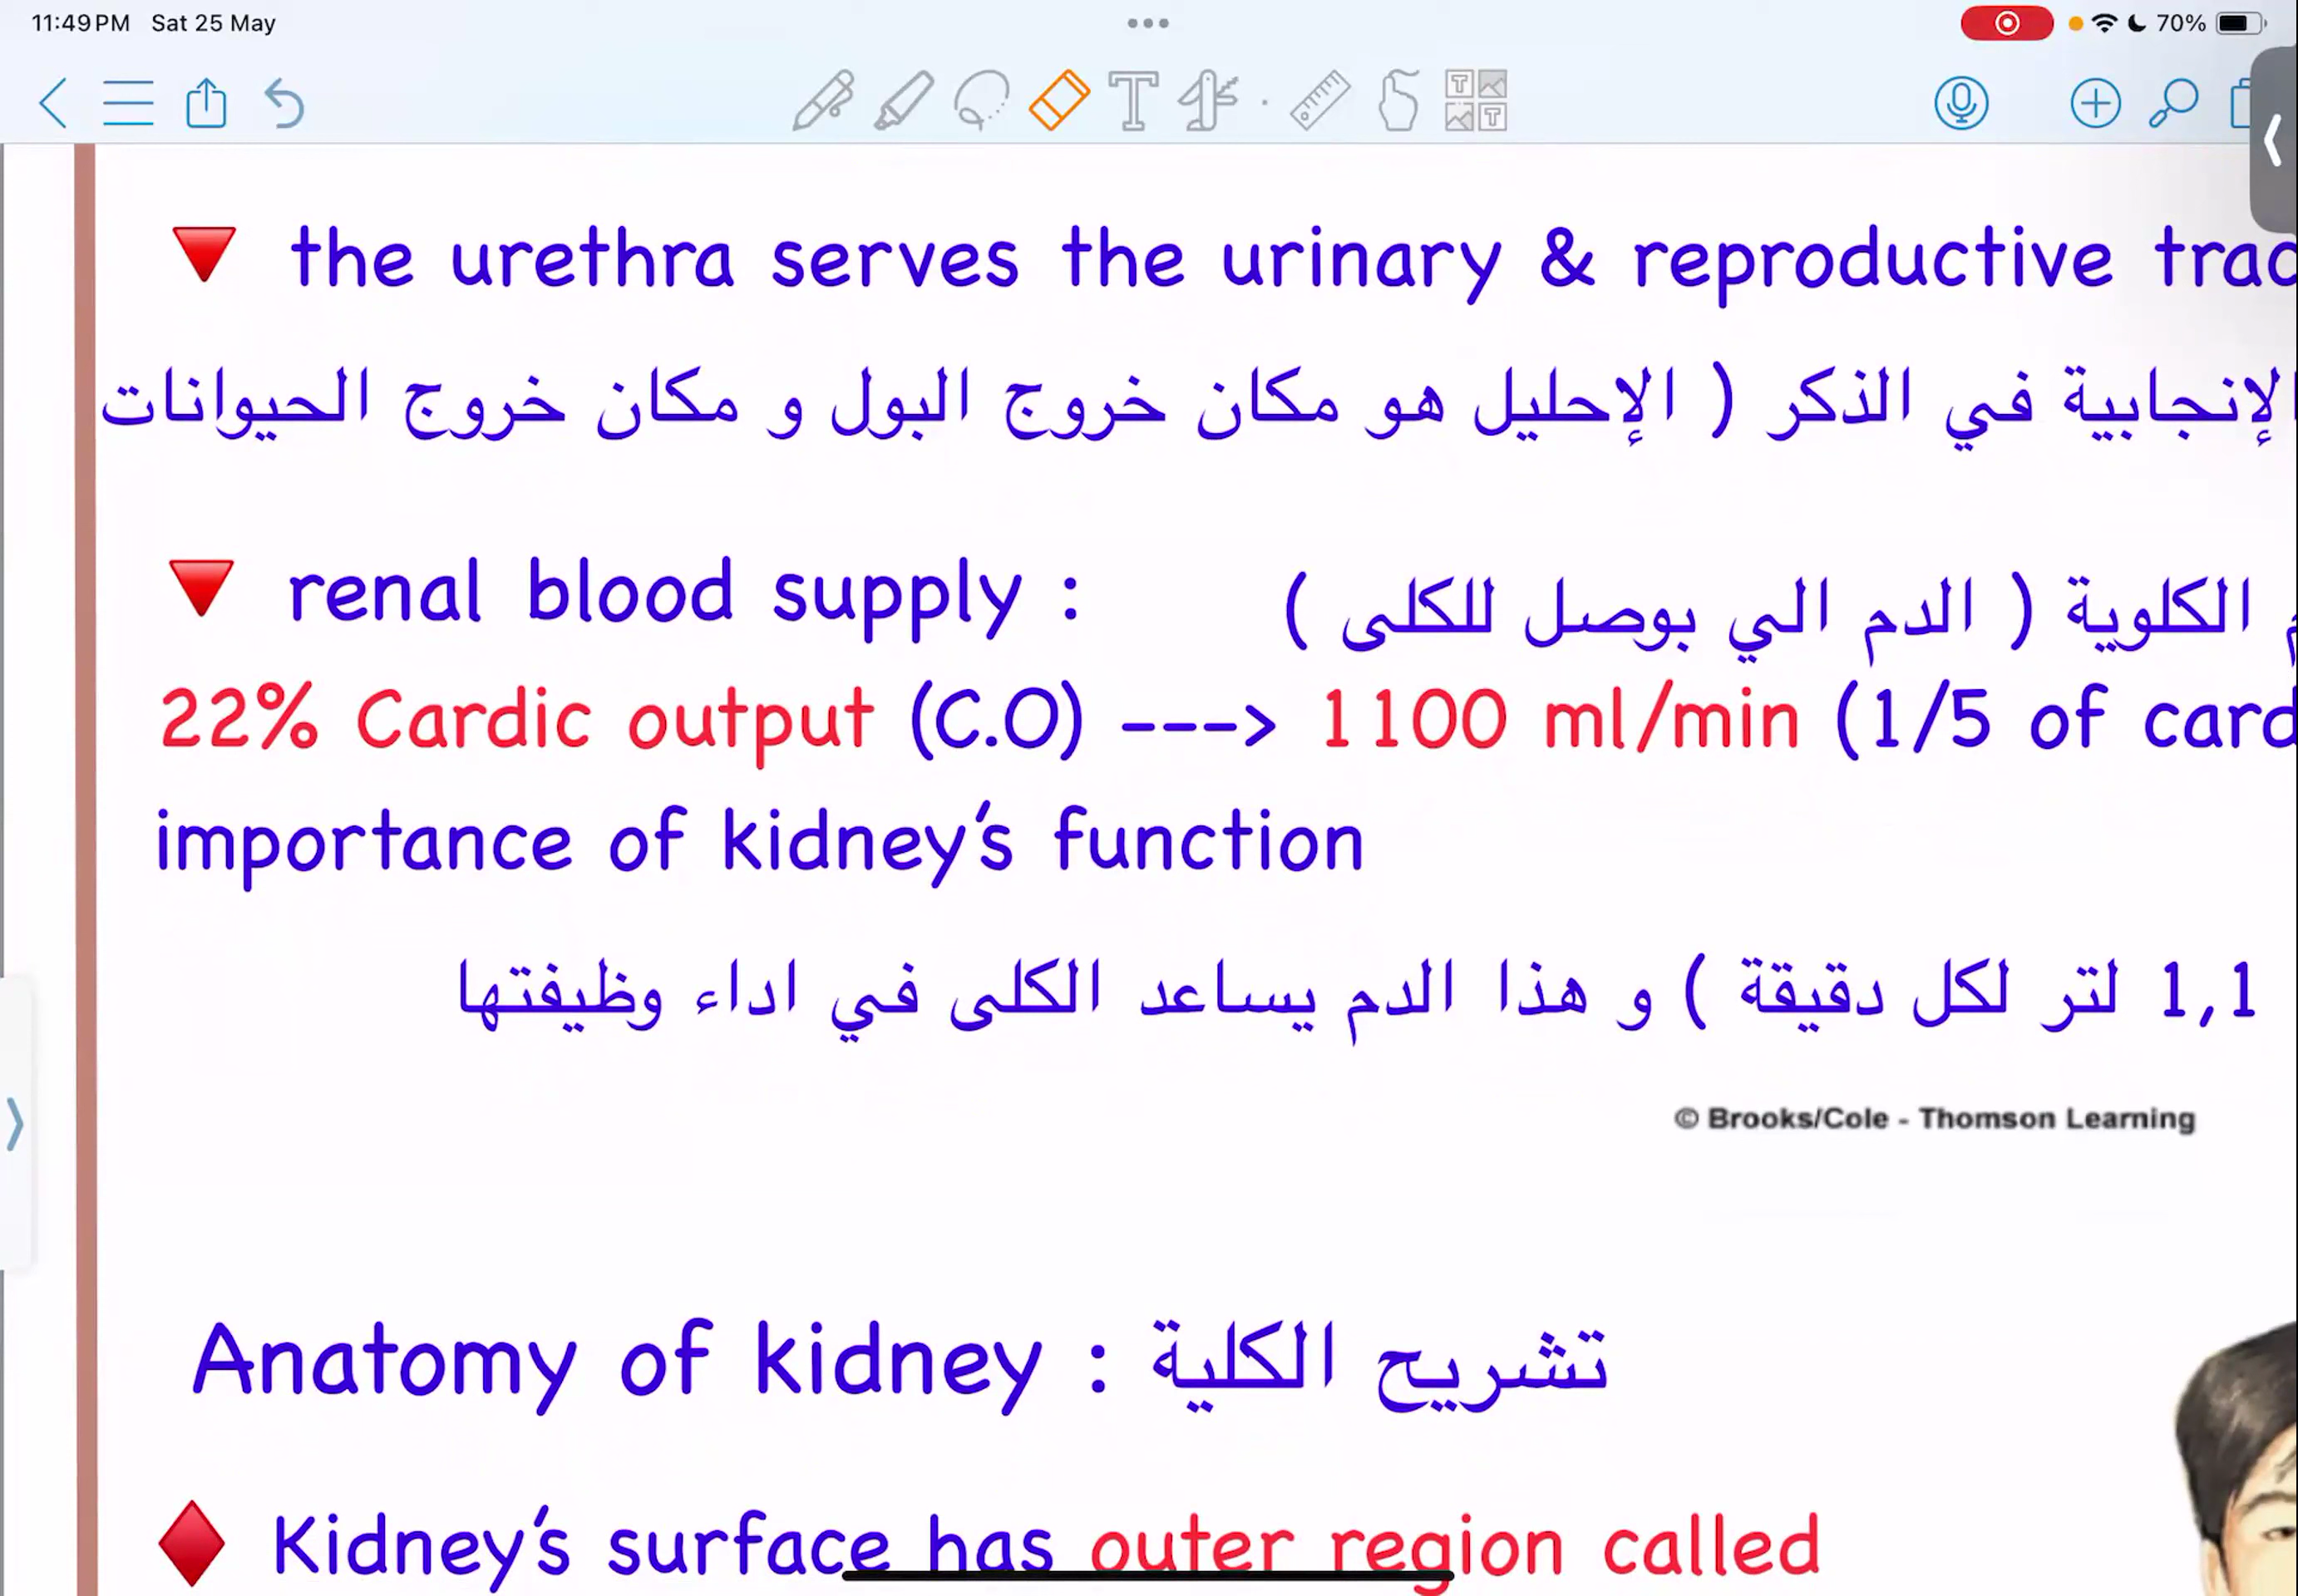 11:49 PM Sat 25 May
70%
the urethra serves the urinary & reproductive
الإنجابية في الذكر ( الإحليل هو مكان خروج البول و مكان خروج الحيوانات
renal blood supply :
الكلوية ( الدم الي بوصل للكلى )
22% Cardic output (C.O) ---> 1100 ml/min (1/5 of
importance of kidney's function
1,1 لتر لكل دقيقة ) و هذا الدم يساعد الكلى في اداء وظيفتها
© Brooks/Cole - Thomson Learning
Anatomy of kidney : تشريح الكلية
Kidney's surface has outer region called